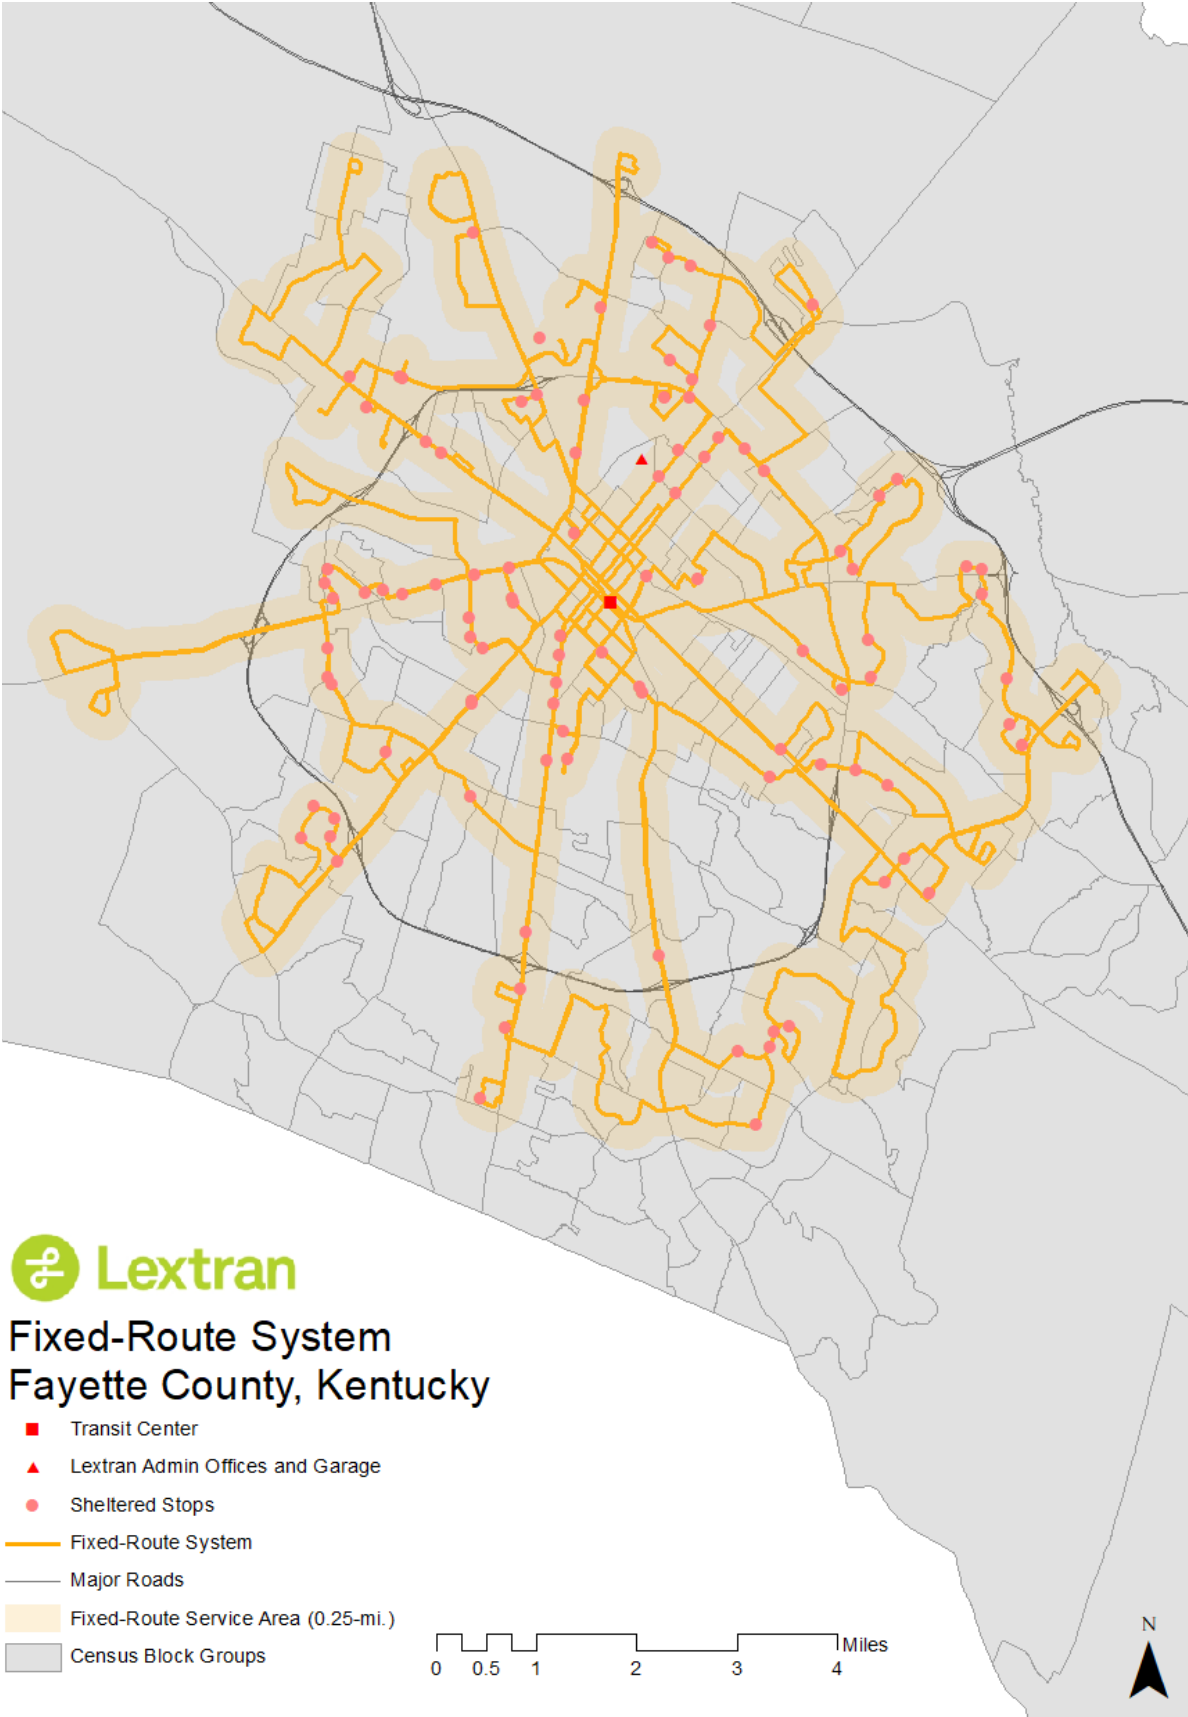 Lextran
Fixed-Route System
Fayette County, Kentucky
Transit Center
Lextran Admin Offices and Garage
Sheltered Stops
Fixed-Route System
Major Roads
Fixed-Route Service Area (0.25-mi.)
Census Block Groups
Miles
0 0.5 1 2 3 4
N